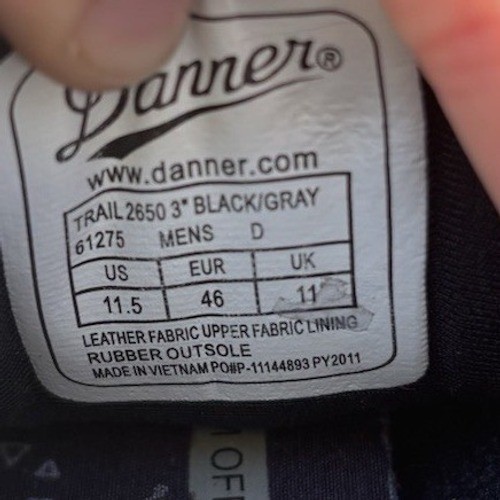 Danner®
www.danner.com
TRAIL 2650 3" BLACK/GRAY
61275 MENS D
US EUR UK
11.5 46 11
LEATHER FABRIC UPPER FABRIC LINING
RUBBER OUTSOLE
MADE IN VIETNAM PO#P-11144893 PY2011
OF